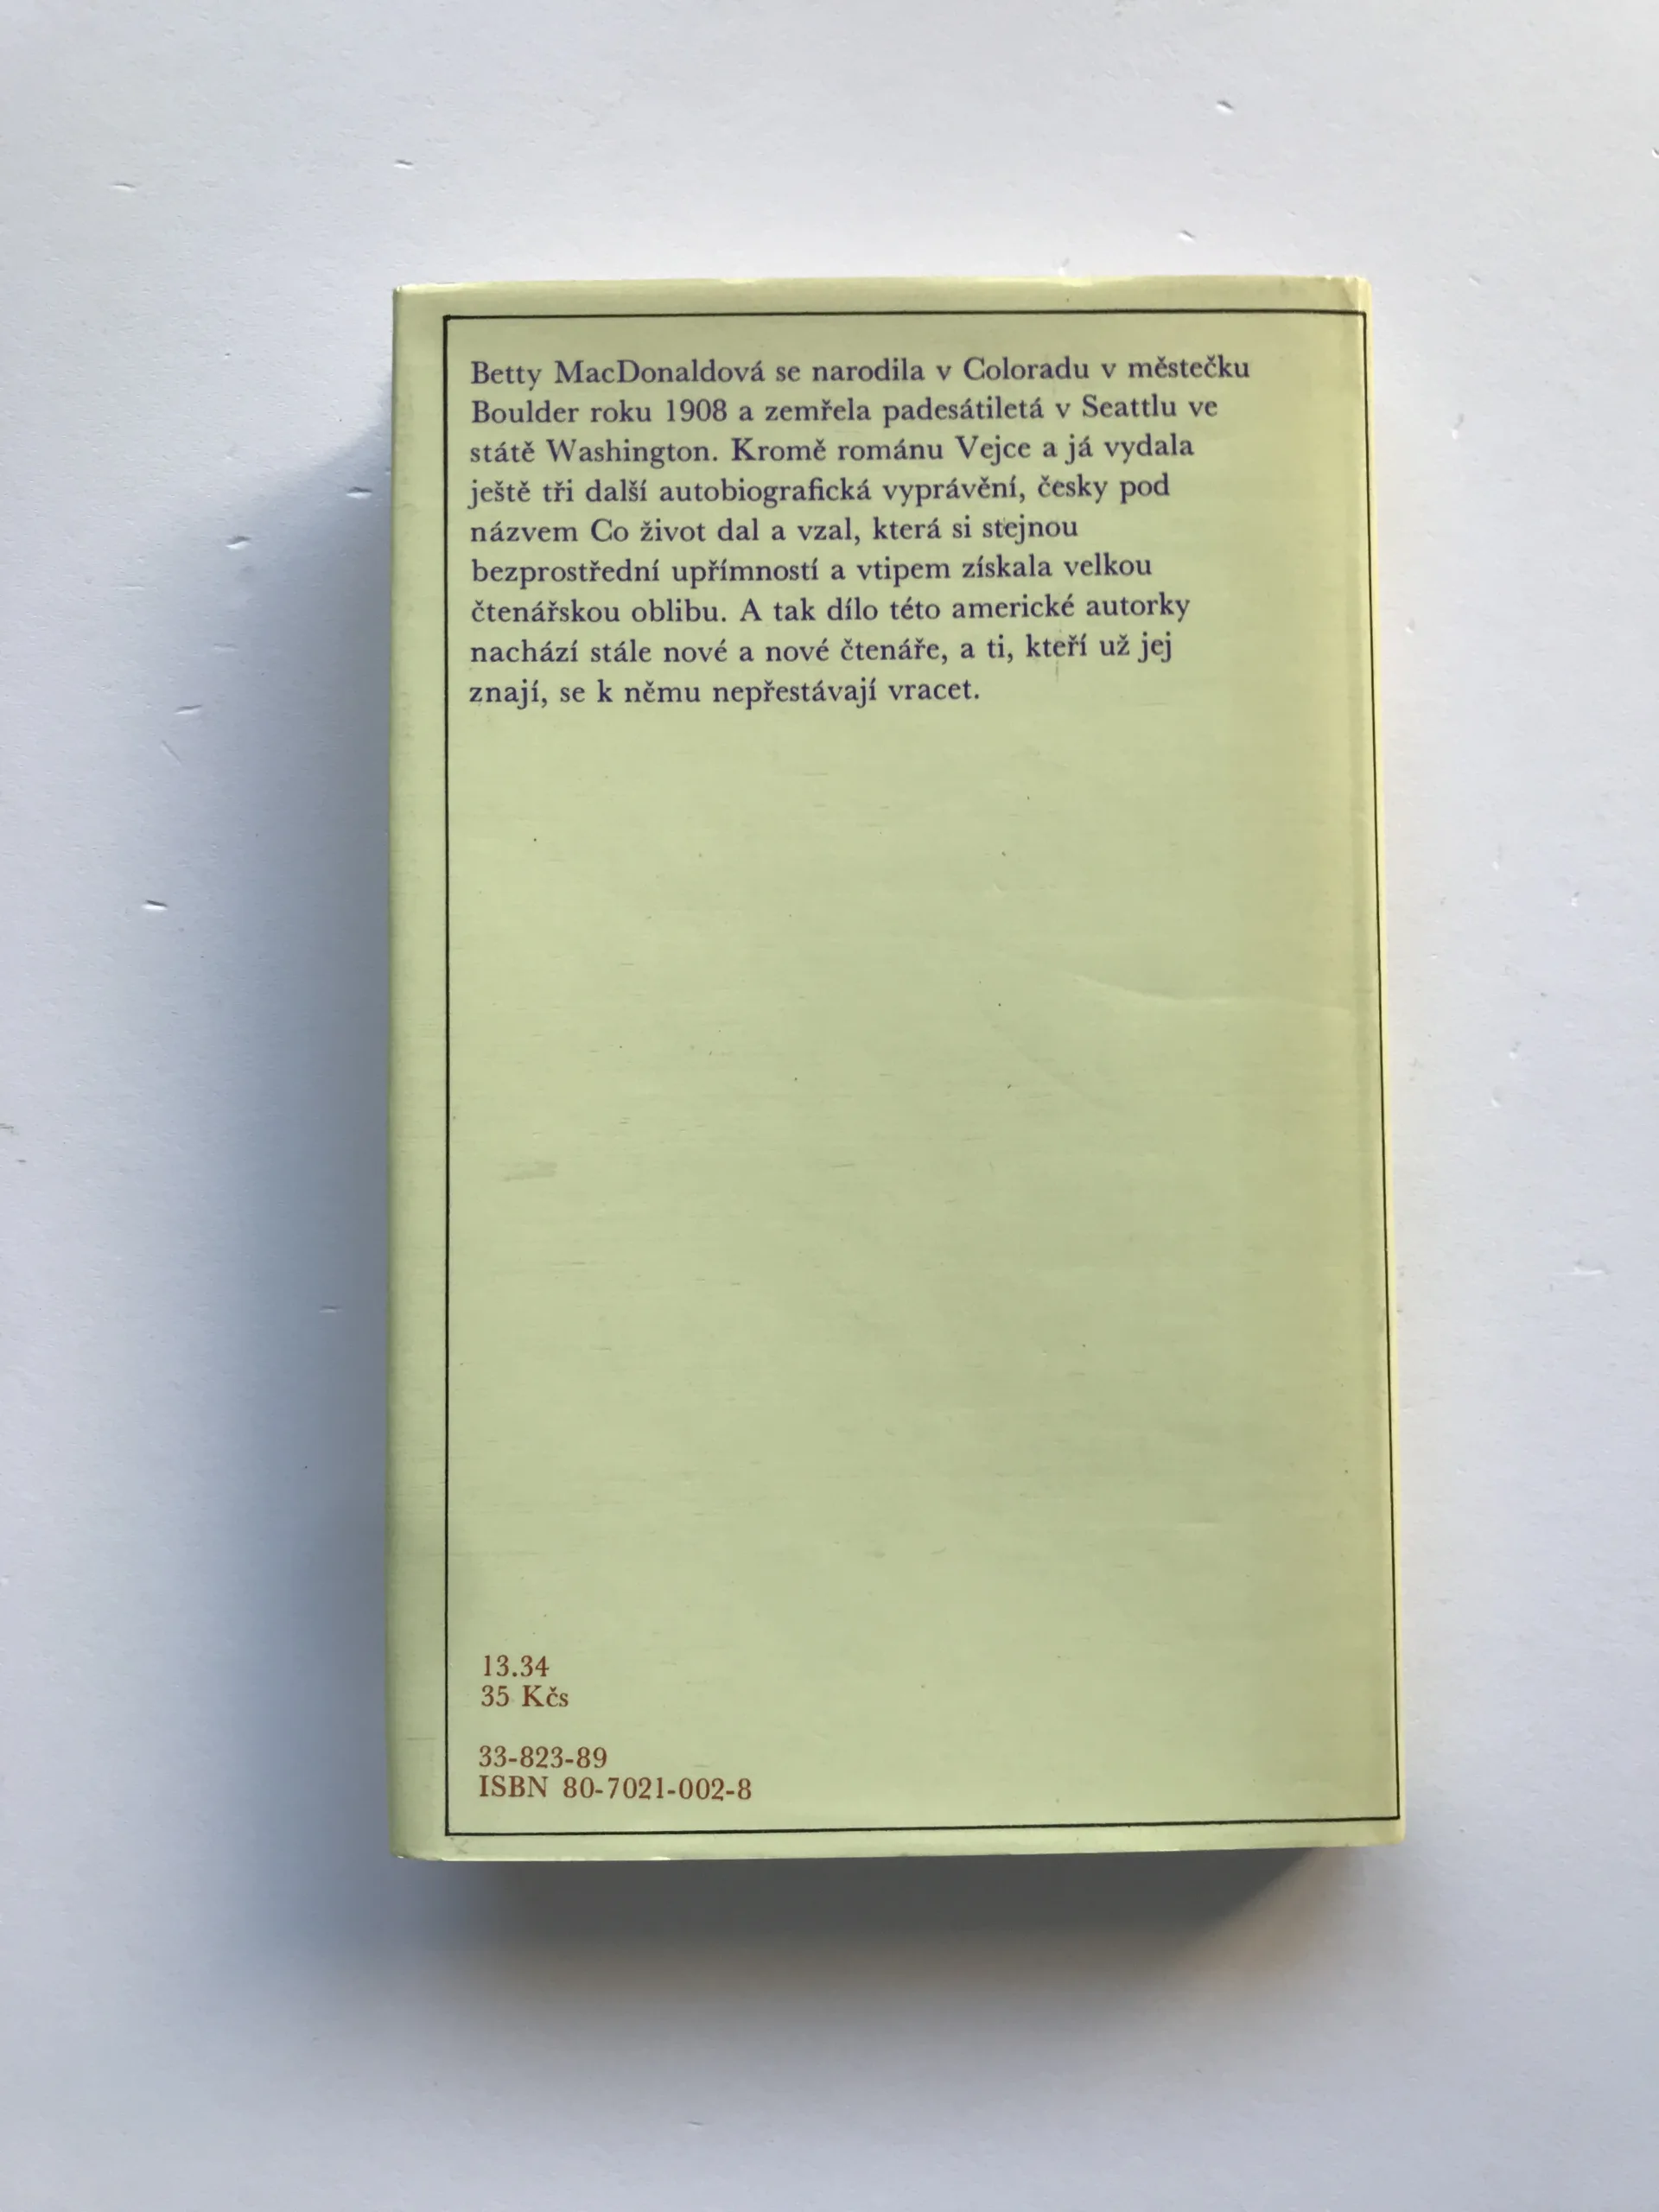 Betty MacDonaldová se narodila v Coloradu v městečku
Boulder roku 1908 a zemřela padesátiletá v Seattlu ve
státě Washington. Kromě románu Vejce a já vydala
ještě tři další autobiografická vyprávění, česky pod
názvem Co život dal a vzal, která si stejnou
bezprostřední upřímností a vtipem získala velkou
čtenářskou oblibu. A tak dílo této americké autorky
nachází stále nové a nové čtenáře, a ti, kteří už jej
znají, se k němu nepřestávají vracet.
13.34
35 Kčs
33-823-89
ISBN 80-7021-002-8